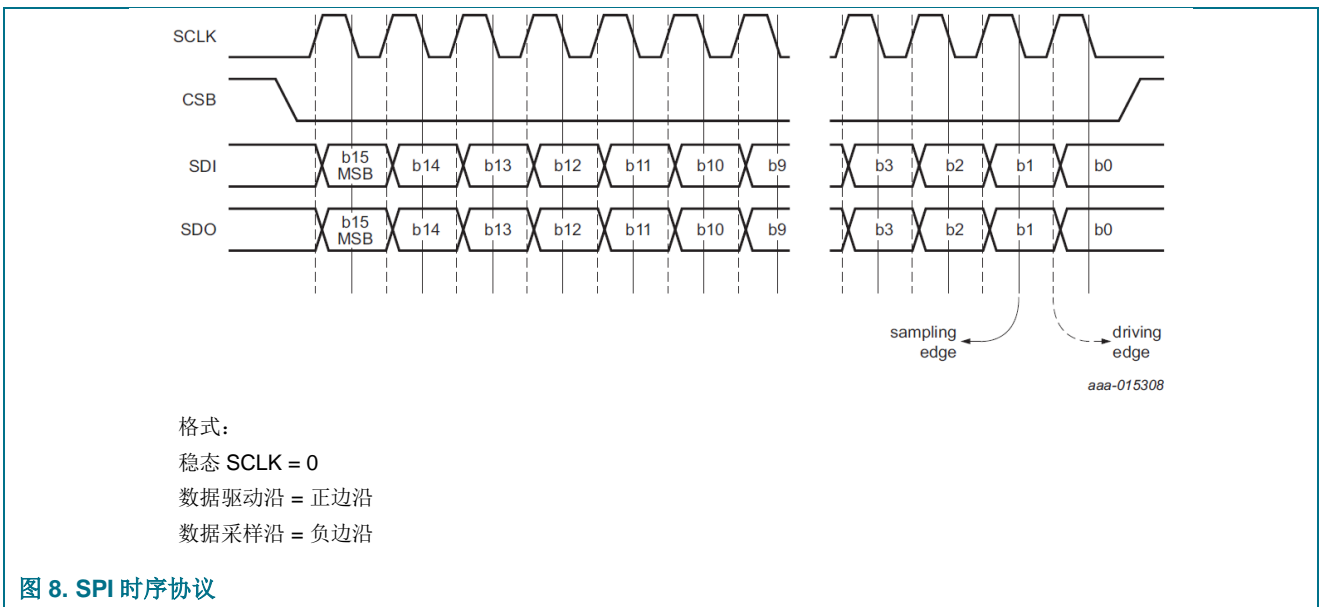 SCLK
CSB
SDI
b15
MSB
b14
b13
b12
b11
b10
b9
b3
b2
b1
b0
SDO
b15
MSB
b14
b13
b12
b11
b10
b9
b3
b2
b1
b0
sampling
edge
driving
edge
aaa-015308
格式：
稳态 SCLK = 0
数据驱动沿 = 正边沿
数据采样沿 = 负边沿
图 8. SPI 时序协议